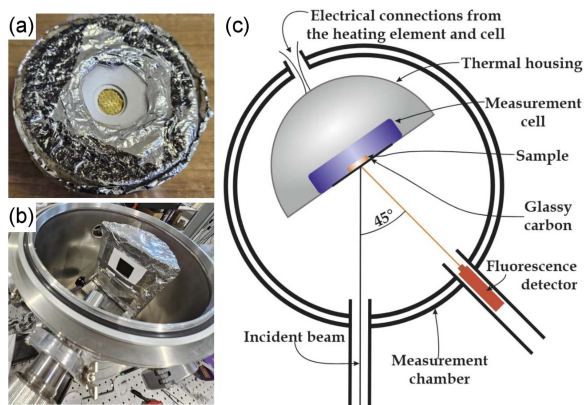 (a)
(b)
(c)
Electrical connections from
the heating element and cell
Thermal housing
Measurement
cell
Sample
Glassy
carbon
45°
Fluorescence
detector
Incident beam
Measurement
chamber